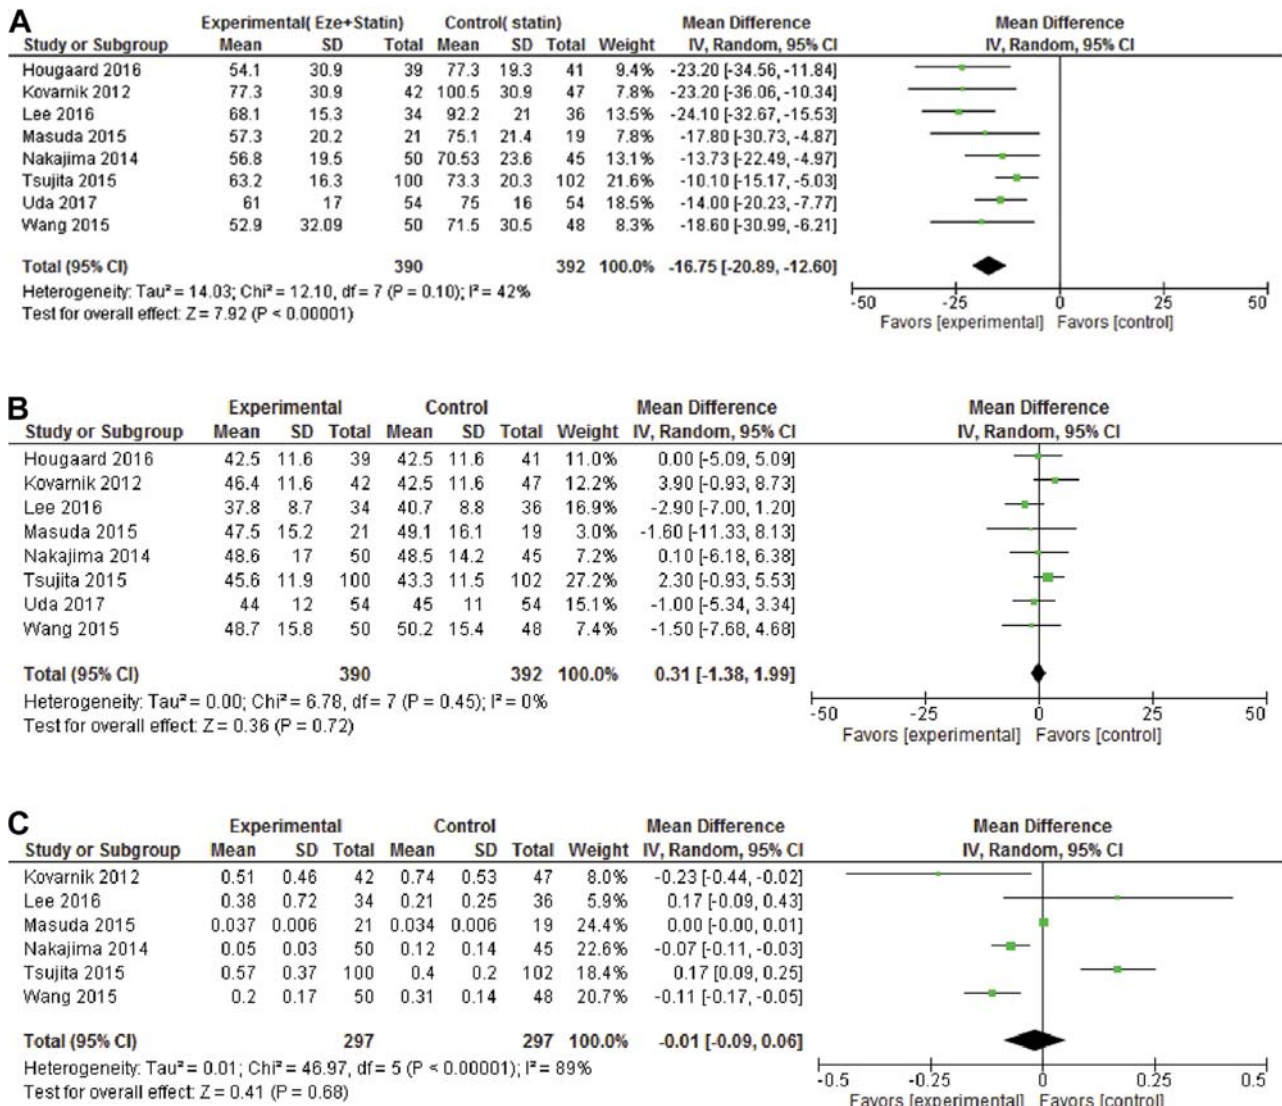 A
Experimental( Eze+Statin) Control( statin) Mean Difference Mean Difference
Study or Subgroup Mean SD Total Mean SD Total Weight IV, Random, 95% CI IV, Random, 95% CI
Hougaard 2016 54.1 30.9 39 77.3 19.3 41 9.4% -23.20 [-34.56, -11.84]
Kovarnik 2012 77.3 30.9 42 100.5 30.9 47 7.8% -23.20 [-36.06, -10.34]
Lee 2016 68.1 15.3 34 92.2 21 36 13.5% -24.10 [-32.67, -15.53]
Masuda 2015 57.3 20.2 21 75.1 21.4 19 7.8% -17.80 [-30.73, -4.87]
Nakajima 2014 56.8 19.5 50 70.53 23.6 45 13.1% -13.73 [-22.49, -4.97]
Tsujita 2015 63.2 16.3 100 73.3 20.3 102 21.6% -10.10 [-15.17, -5.03]
Uda 2017 61 17 54 75 16 54 18.5% -14.00 [-20.23, -7.77]
Wang 2015 52.9 32.09 50 71.5 30.5 48 8.3% -18.60 [-30.99, -6.21]
Total (95% CI) 390 392 100.0% -16.75 [-20.89, -12.60]
Heterogeneity: Tau² = 14.03; Chi² = 12.10, df = 7 (P = 0.10); I² = 42%
Test for overall effect: Z = 7.92 (P < 0.00001)
-50 -25 0 25 50
Favors [experimental] Favors [control]
B
Experimental Control Mean Difference Mean Difference
Study or Subgroup Mean SD Total Mean SD Total Weight IV, Random, 95% CI IV, Random, 95% CI
Hougaard 2016 42.5 11.6 39 42.5 11.6 41 11.0% 0.00 [-5.09, 5.09]
Kovarnik 2012 46.4 11.6 42 42.5 11.6 47 12.2% 3.90 [-0.93, 8.73]
Lee 2016 37.8 8.7 34 40.7 8.8 36 16.9% -2.90 [-7.00, 1.20]
Masuda 2015 47.5 15.2 21 49.1 16.1 19 3.0% -1.60 [-11.33, 8.13]
Nakajima 2014 48.6 17 50 48.5 14.2 45 7.2% 0.10 [-6.18, 6.38]
Tsujita 2015 45.6 11.9 100 43.3 11.5 102 27.2% 2.30 [-0.93, 5.53]
Uda 2017 44 12 54 45 11 54 15.1% -1.00 [-5.34, 3.34]
Wang 2015 48.7 15.8 50 50.2 15.4 48 7.4% -1.50 [-7.68, 4.68]
Total (95% CI) 390 392 100.0% 0.31 [-1.38, 1.99]
Heterogeneity: Tau² = 0.00; Chi² = 6.78, df = 7 (P = 0.45); I² = 0%
Test for overall effect: Z = 0.36 (P = 0.72)
-50 -25 0 25 50
Favors [experimental] Favors [control]
C
Experimental Control Mean Difference Mean Difference
Study or Subgroup Mean SD Total Mean SD Total Weight IV, Random, 95% CI IV, Random, 95% CI
Kovarnik 2012 0.51 0.46 42 0.74 0.53 47 8.0% -0.23 [-0.44, -0.02]
Lee 2016 0.38 0.72 34 0.21 0.25 36 5.9% 0.17 [-0.09, 0.43]
Masuda 2015 0.037 0.006 21 0.034 0.006 19 24.4% 0.00 [-0.00, 0.01]
Nakajima 2014 0.05 0.03 50 0.12 0.14 45 22.6% -0.07 [-0.11, -0.03]
Tsujita 2015 0.57 0.37 100 0.4 0.2 102 18.4% 0.17 [0.09, 0.25]
Wang 2015 0.2 0.17 50 0.31 0.14 48 20.7% -0.11 [-0.17, -0.05]
Total (95% CI) 297 297 100.0% -0.01 [-0.09, 0.06]
Heterogeneity: Tau² = 0.01; Chi² = 46.97, df = 5 (P < 0.00001); I² = 89%
Test for overall effect: Z = 0.41 (P = 0.68)
-0.5 -0.25 0 0.25 0.5
Favors [experimental] Favors [control]